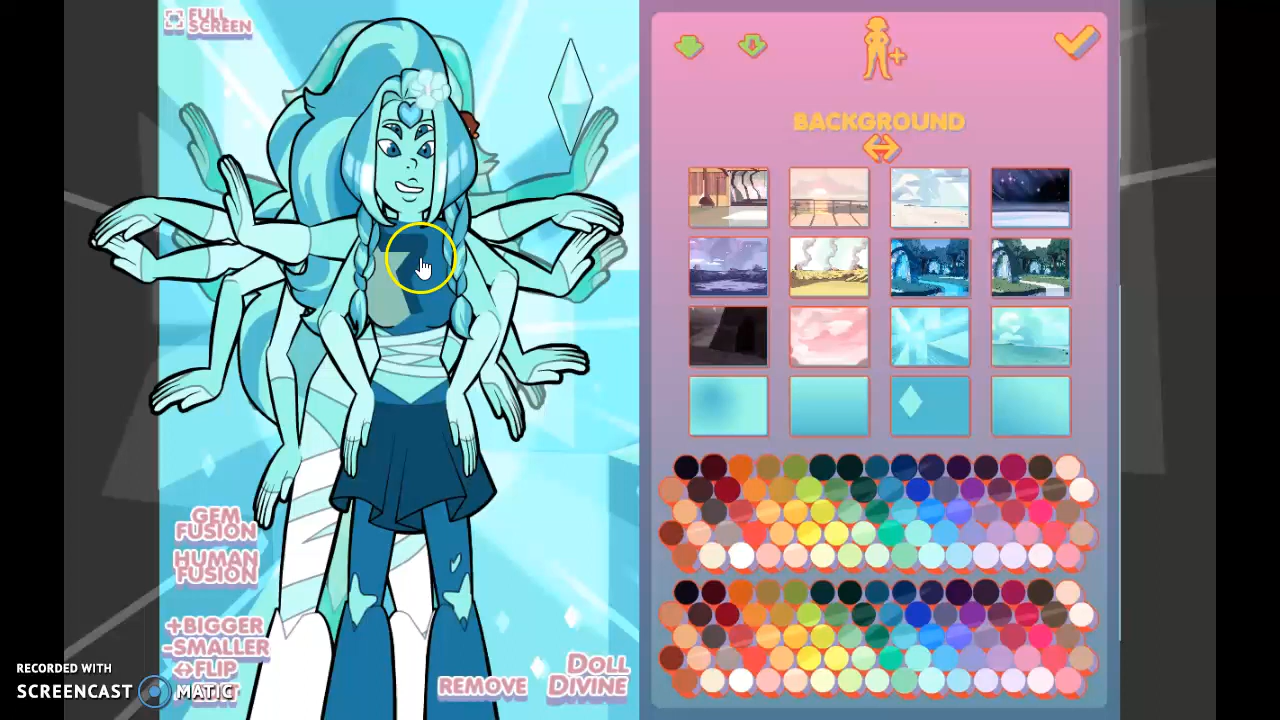 FULL
SCREEN
BACKGROUND
GEM
FUSION
HUMAN
FUSION
+BIGGER
-SMALLER
FLIP
REMOVE
DOLL
DIVINE
RECORDED WITH
SCREENCAST MATIC